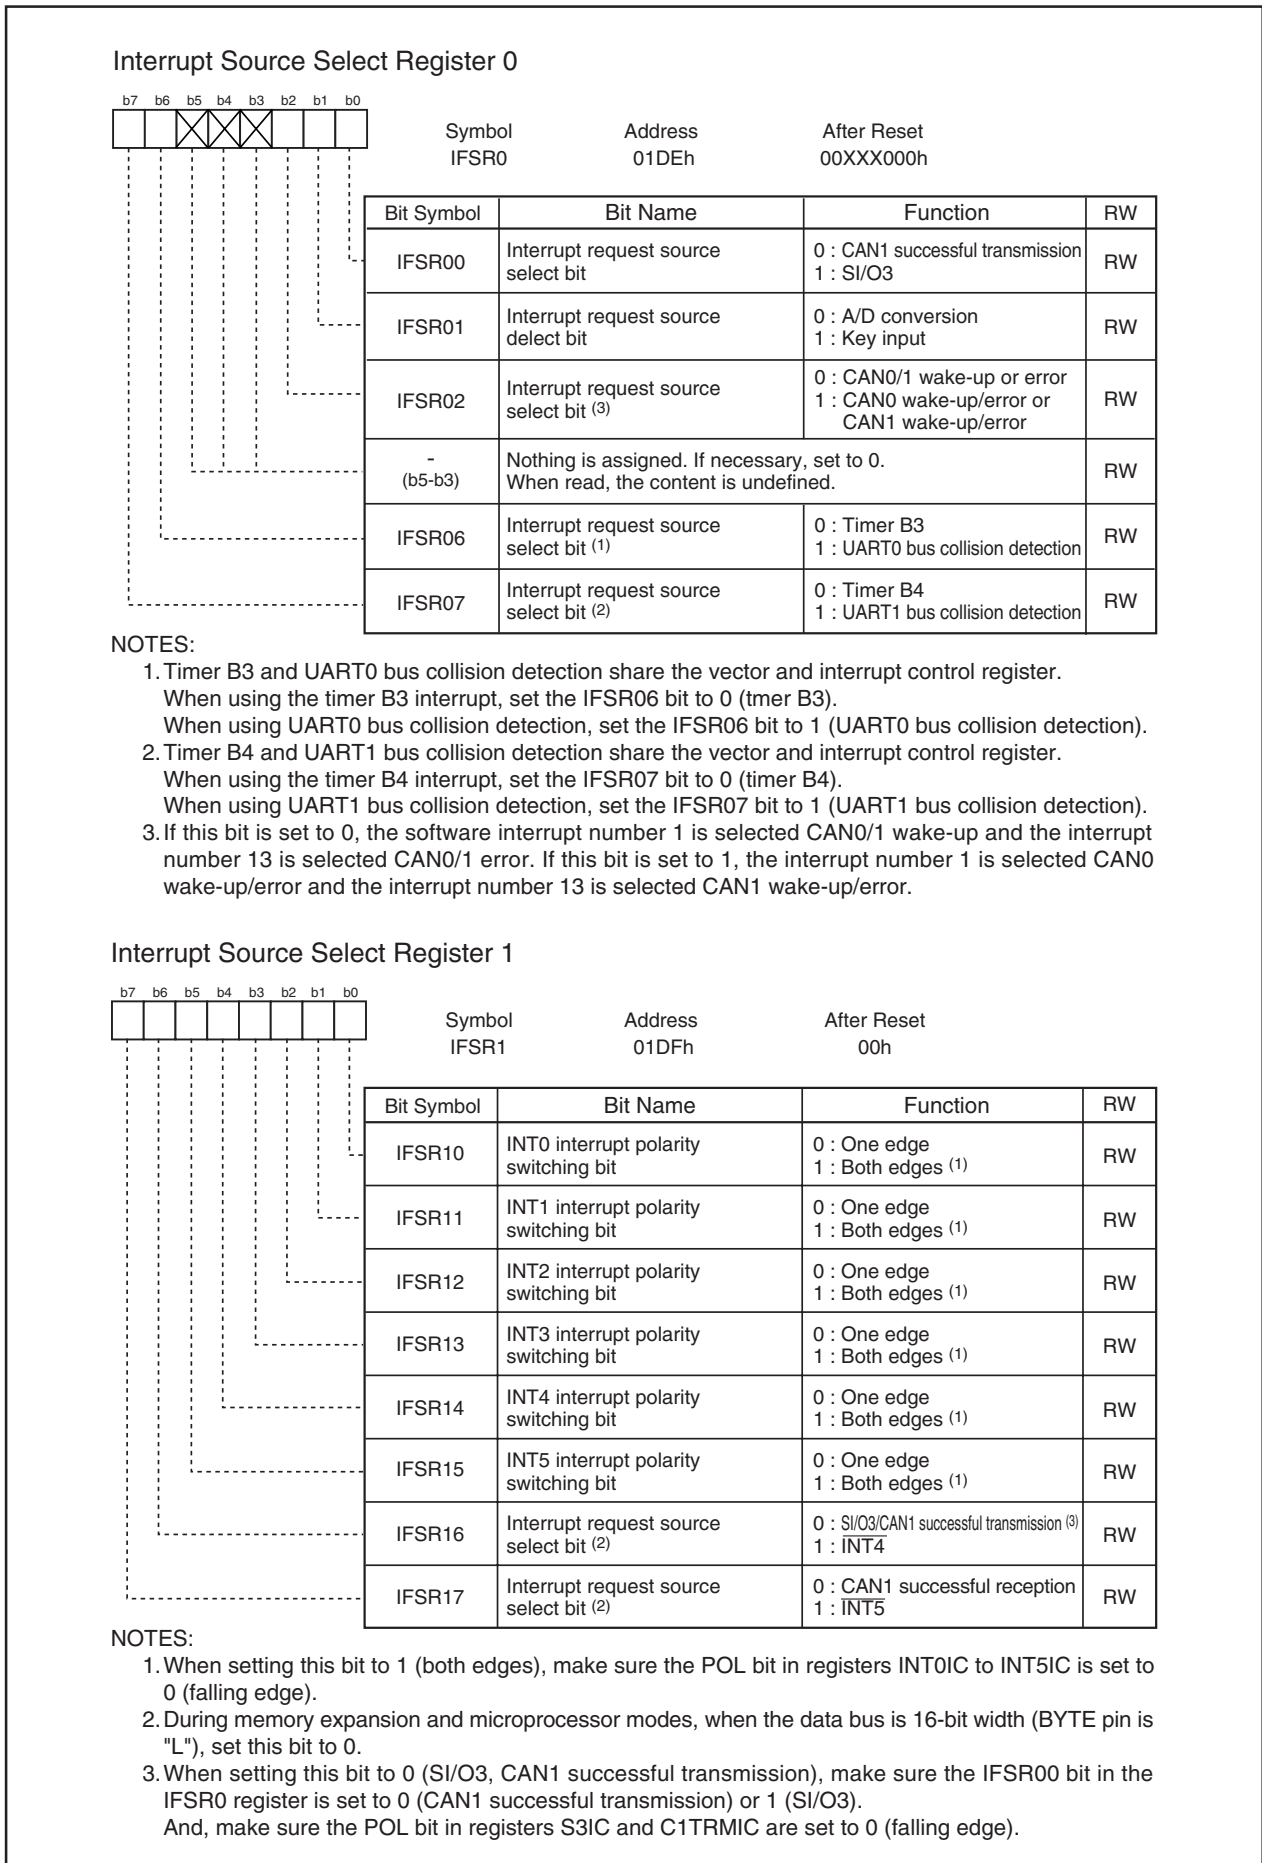 Interrupt Source Select Register 0
b7 b6 b5 b4 b3 b2 b1 b0
Symbol Address After Reset
IFSR0 01DEh 00XXX000h
Bit Symbol Bit Name Function RW
IFSR00 Interrupt request source select bit 0 : CAN1 successful transmission 1 : SI/O3 RW
IFSR01 Interrupt request source delect bit 0 : A/D conversion 1 : Key input RW
IFSR02 Interrupt request source select bit (3) 0 : CAN0/1 wake-up or error 1 : CAN0 wake-up/error or CAN1 wake-up/error RW
- (b5-b3) Nothing is assigned. If necessary, set to 0. When read, the content is undefined. RW
IFSR06 Interrupt request source select bit (1) 0 : Timer B3 1 : UART0 bus collision detection RW
IFSR07 Interrupt request source select bit (2) 0 : Timer B4 1 : UART1 bus collision detection RW
NOTES:
1. Timer B3 and UART0 bus collision detection share the vector and interrupt control register.
When using the timer B3 interrupt, set the IFSR06 bit to 0 (tmer B3).
When using UART0 bus collision detection, set the IFSR06 bit to 1 (UART0 bus collision detection).
2. Timer B4 and UART1 bus collision detection share the vector and interrupt control register.
When using the timer B4 interrupt, set the IFSR07 bit to 0 (timer B4).
When using UART1 bus collision detection, set the IFSR07 bit to 1 (UART1 bus collision detection).
3. If this bit is set to 0, the software interrupt number 1 is selected CAN0/1 wake-up and the interrupt
number 13 is selected CAN0/1 error. If this bit is set to 1, the interrupt number 1 is selected CAN0
wake-up/error and the interrupt number 13 is selected CAN1 wake-up/error.
Interrupt Source Select Register 1
b7 b6 b5 b4 b3 b2 b1 b0
Symbol Address After Reset
IFSR1 01DFh 00h
Bit Symbol Bit Name Function RW
IFSR10 INT0 interrupt polarity switching bit 0 : One edge 1 : Both edges (1) RW
IFSR11 INT1 interrupt polarity switching bit 0 : One edge 1 : Both edges (1) RW
IFSR12 INT2 interrupt polarity switching bit 0 : One edge 1 : Both edges (1) RW
IFSR13 INT3 interrupt polarity switching bit 0 : One edge 1 : Both edges (1) RW
IFSR14 INT4 interrupt polarity switching bit 0 : One edge 1 : Both edges (1) RW
IFSR15 INT5 interrupt polarity switching bit 0 : One edge 1 : Both edges (1) RW
IFSR16 Interrupt request source select bit (2) 0 : SI/O3/CAN1 successful transmission (3) 1 : INT4 RW
IFSR17 Interrupt request source select bit (2) 0 : CAN1 successful reception 1 : INT5 RW
NOTES:
1. When setting this bit to 1 (both edges), make sure the POL bit in registers INT0IC to INT5IC is set to
0 (falling edge).
2. During memory expansion and microprocessor modes, when the data bus is 16-bit width (BYTE pin is
"L"), set this bit to 0.
3. When setting this bit to 0 (SI/O3, CAN1 successful transmission), make sure the IFSR00 bit in the
IFSR0 register is set to 0 (CAN1 successful transmission) or 1 (SI/O3).
And, make sure the POL bit in registers S3IC and C1TRMIC are set to 0 (falling edge).